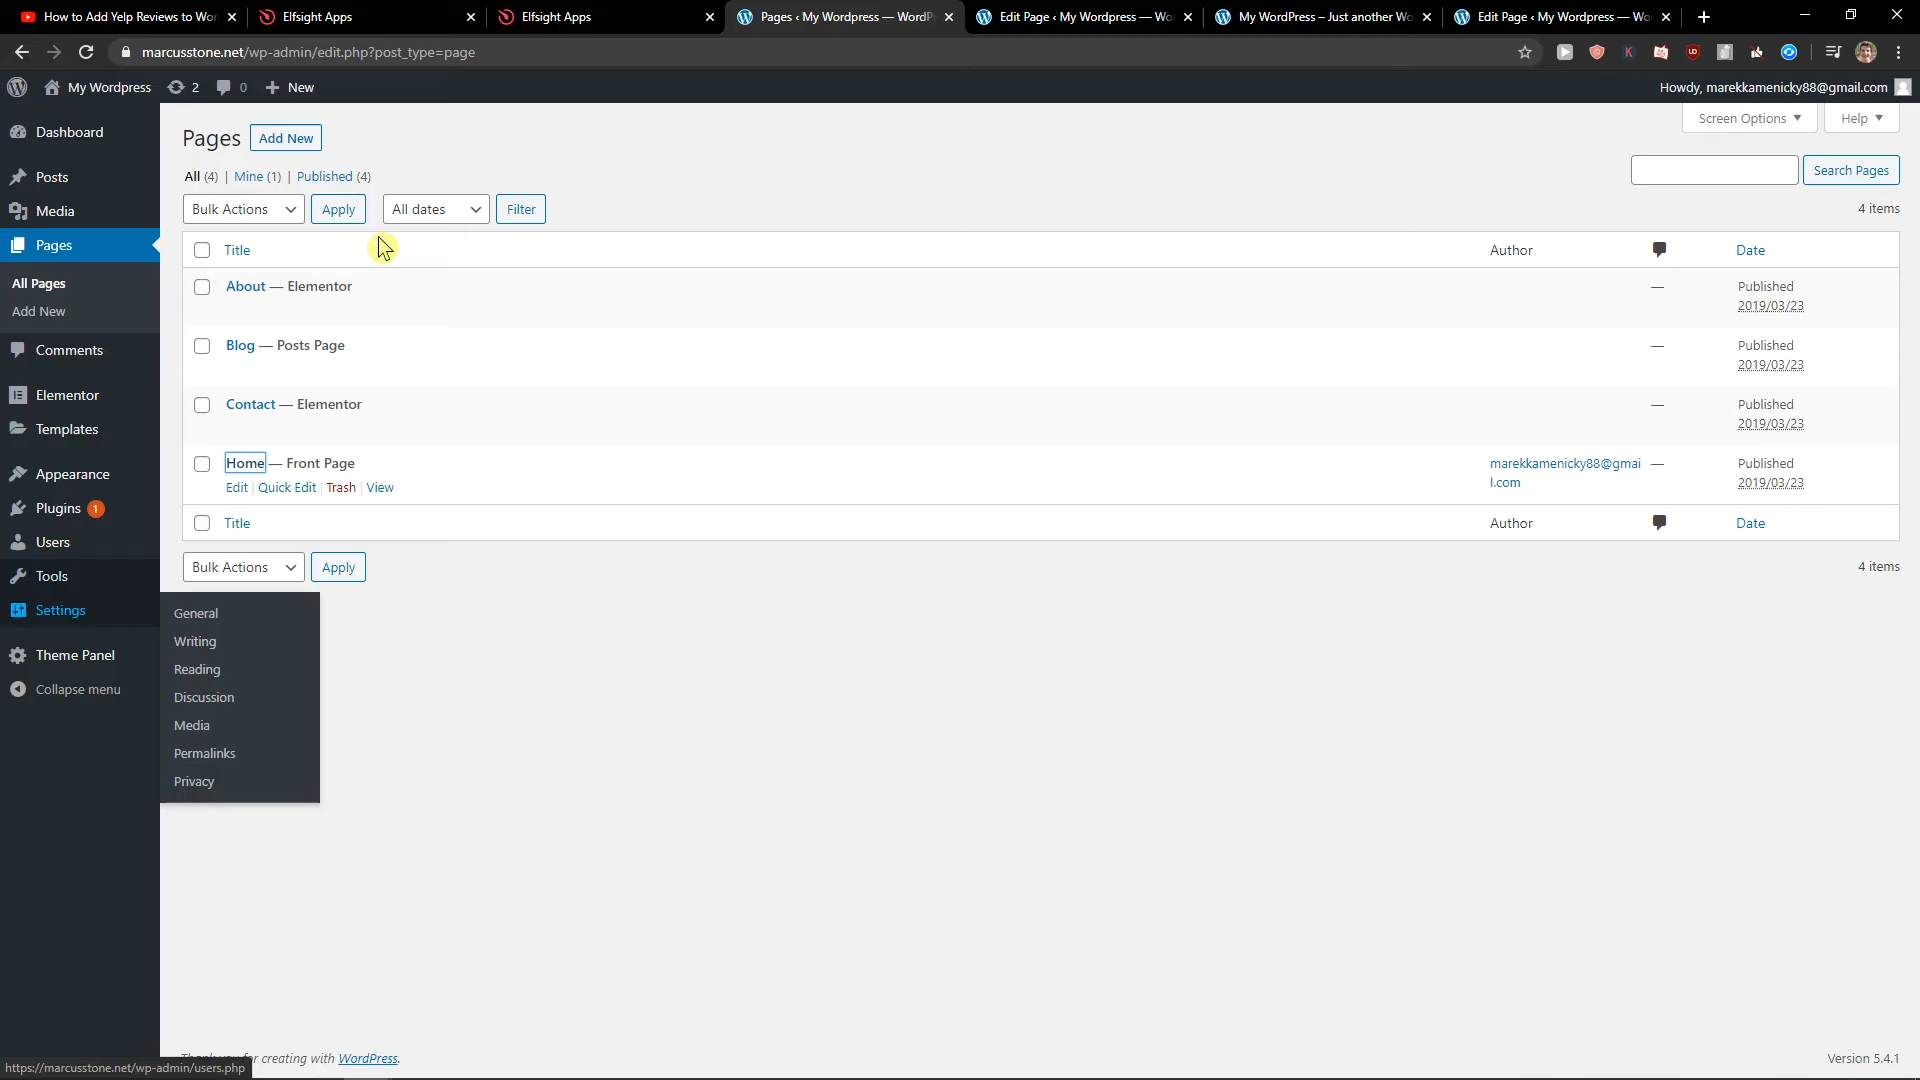 How to Add Yelp Reviews to Wor
Elfsight Apps
Elfsight Apps
Pages ‹ My Wordpress — WordP
Edit Page ‹ My Wordpress — Wo
My WordPress – Just another Wo
Edit Page ‹ My Wordpress — Wo
marcusstone.net/wp-admin/edit.php?post_type=page
My Wordpress
2
0
New
Howdy, marekkamenicky88@gmail.com
Dashboard
Posts
Media
Pages
All Pages
Add New
Comments
Elementor
Templates
Appearance
Plugins 1
Users
Tools
Settings
Theme Panel
Collapse menu
General
Writing
Reading
Discussion
Media
Permalinks
Privacy
Screen Options
Help
Pages Add New
All (4) | Mine (1) | Published (4)
Search Pages
Bulk Actions Apply All dates Filter
4 items
Title Author Date
About — Elementor — Published
2019/03/23
Blog — Posts Page — Published
2019/03/23
Contact — Elementor — Published
2019/03/23
Home — Front Page marekkamenicky88@gmai — Published
l.com 2019/03/23
Edit | Quick Edit | Trash | View
Title Author Date
Bulk Actions Apply
4 items
Thank you for creating with WordPress.
Version 5.4.1
https://marcusstone.net/wp-admin/users.php